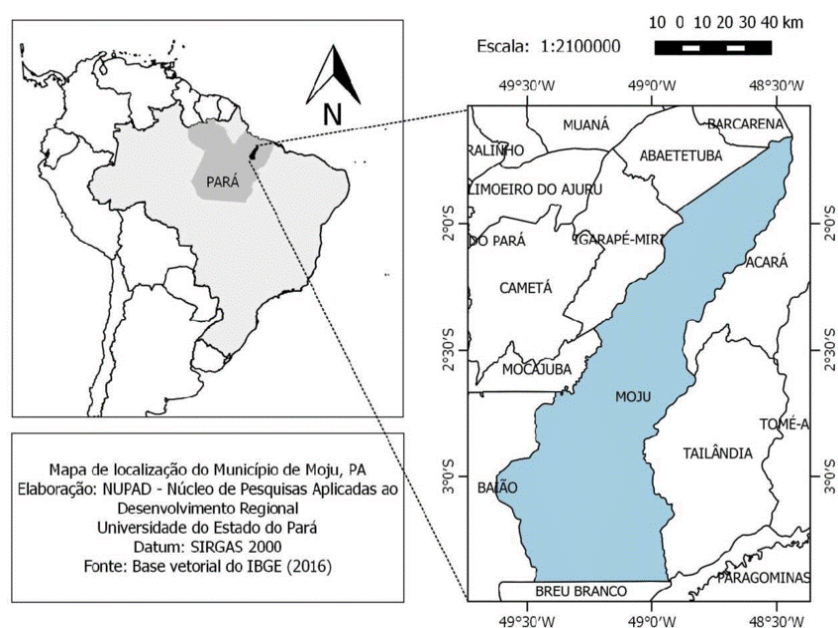 N
PARÁ
Mapa de localização do Município de Moju, PA
Elaboração: NUPAD - Núcleo de Pesquisas Aplicadas ao
Desenvolvimento Regional
Universidade do Estado do Pará
Datum: SIRGAS 2000
Fonte: Base vetorial do IBGE (2016)
Escala: 1:2100000
10 0 10 20 30 40 km
49°30'W 49°0'W 48°30'W
MUANÁ
BARCARENA
RALINHO
ABAETETUBA
LIMOEIRO DO AJURU
2°0'S 2°0'S
DO PARÁ
IGARAPÉ-MIRI
ACARÁ
CAMETÁ
2°30'S 2°30'S
MOCAJUBA
MOJU
TOMÉ-A
TAILÂNDIA
BAIÃO
3°0'S 3°0'S
PARAGOMINAS
BREU BRANCO
49°30'W 49°0'W 48°30'W